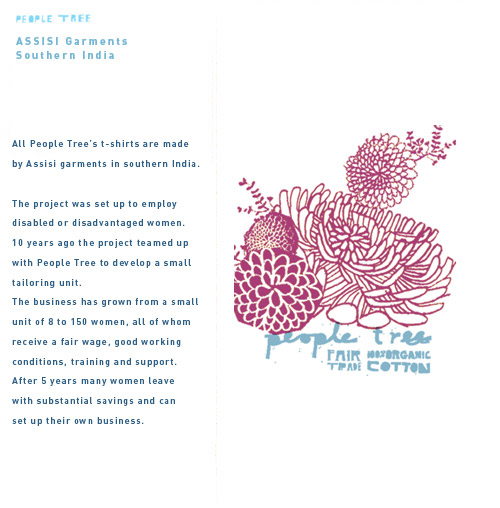 PEOPLE TREE
ASSISI Garments
Southern India
All People Tree's t-shirts are made
by Assisi garments in southern India.
The project was set up to employ
disabled or disadvantaged women.
10 years ago the project teamed up
with People Tree to develop a small
tailoring unit.
The business has grown from a small
unit of 8 to 150 women, all of whom
receive a fair wage, good working
conditions, training and support.
After 5 years many women leave
with substantial savings and can
set up their own business.
people tree
FAIR TRADE 100% ORGANIC COTTON